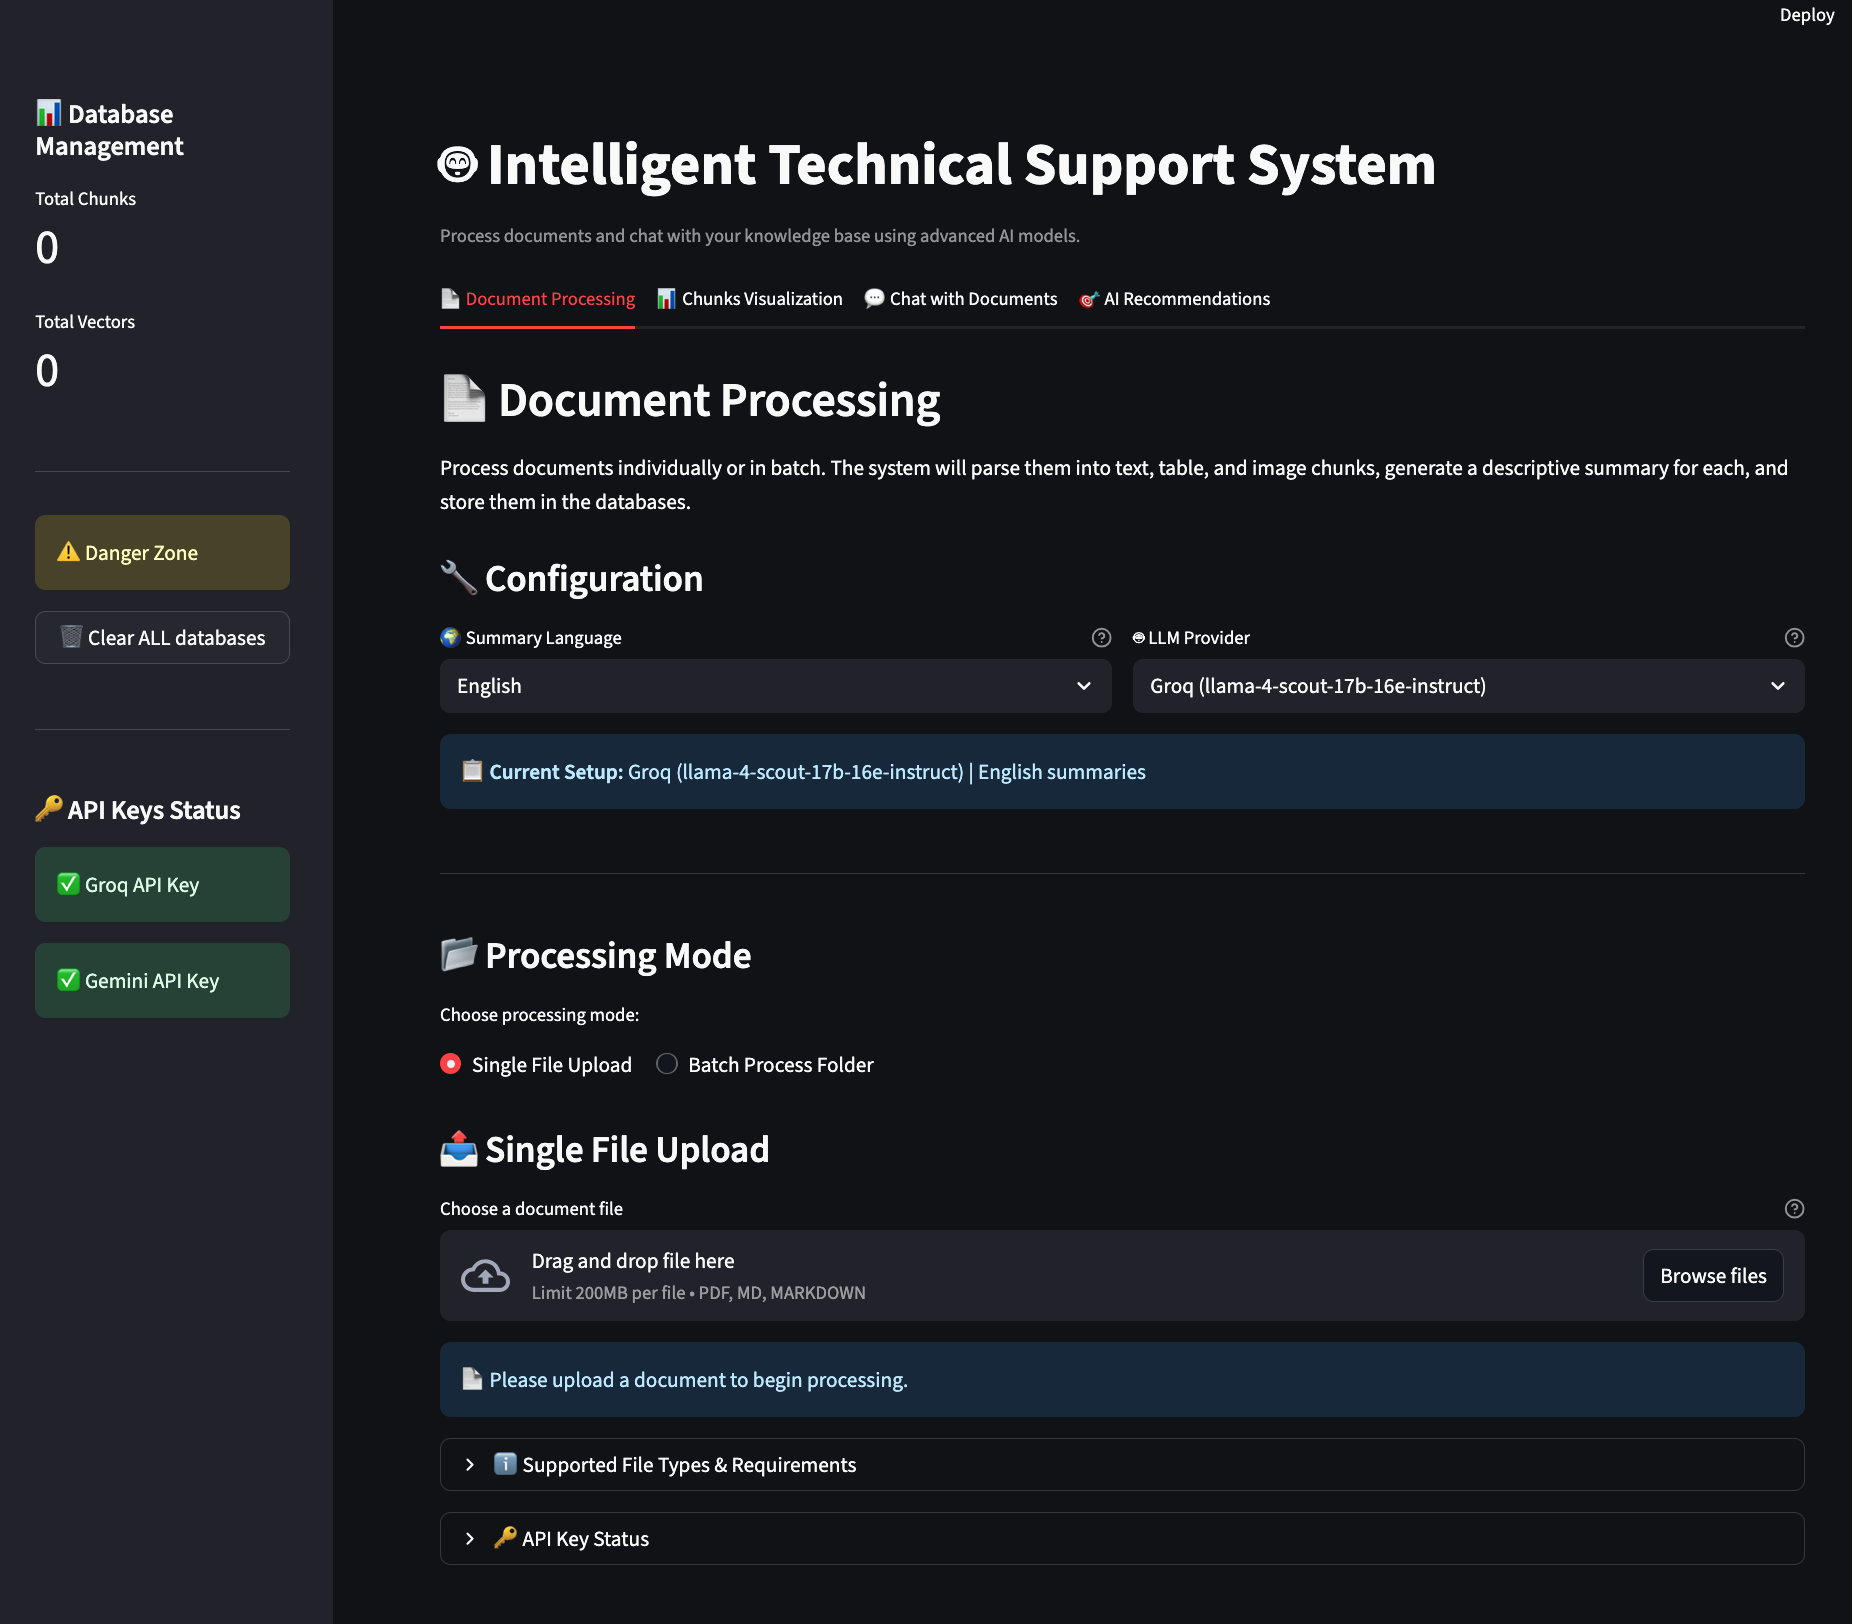 Deploy
📊 Database
Management
Total Chunks
0
Total Vectors
0
⚠️ Danger Zone
🗑️ Clear ALL databases
🔑 API Keys Status
✅ Groq API Key
✅ Gemini API Key
Intelligent Technical Support System
Process documents and chat with your knowledge base using advanced AI models.
📄 Document Processing 📊 Chunks Visualization 💬 Chat with Documents 🎯 AI Recommendations
📄 Document Processing
Process documents individually or in batch. The system will parse them into text, table, and image chunks, generate a descriptive summary for each, and
store them in the databases.
🔧 Configuration
🌍 Summary Language
English
LLM Provider
Groq (llama-4-scout-17b-16e-instruct)
📋 Current Setup: Groq (llama-4-scout-17b-16e-instruct) | English summaries
📂 Processing Mode
Choose processing mode:
Single File Upload Batch Process Folder
📤 Single File Upload
Choose a document file
Drag and drop file here
Limit 200MB per file • PDF, MD, MARKDOWN
Browse files
📄 Please upload a document to begin processing.
ℹ️ Supported File Types & Requirements
🔑 API Key Status